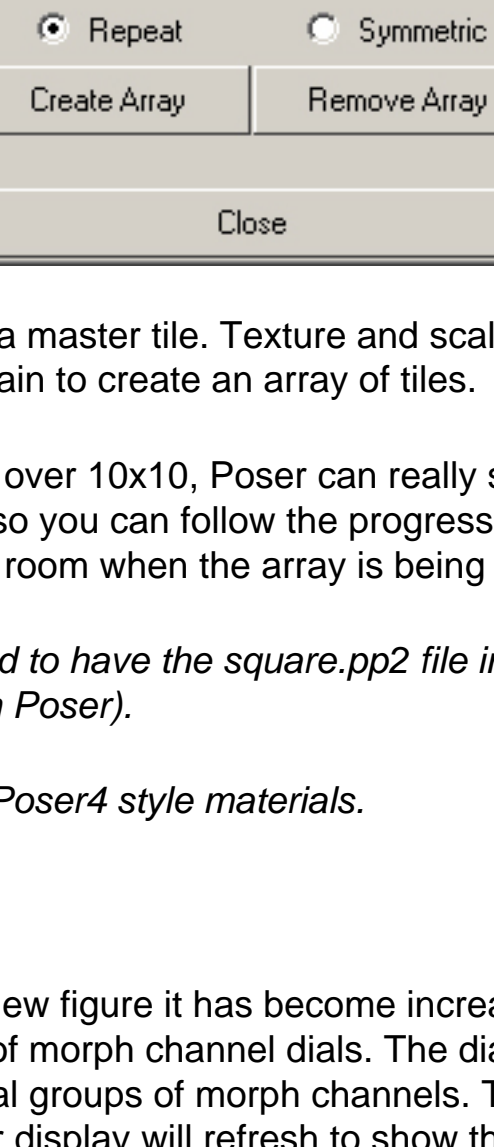 Repeat Symmetric
Create Array Remove Array
Close
a master tile. Texture and scal
ain to create an array of tiles.
over 10x10, Poser can really s
so you can follow the progress
room when the array is being
d to have the square.pp2 file in
n Poser).
Poser4 style materials.
ew figure it has become increa
of morph channel dials. The dia
al groups of morph channels. T
r display will refresh to show th